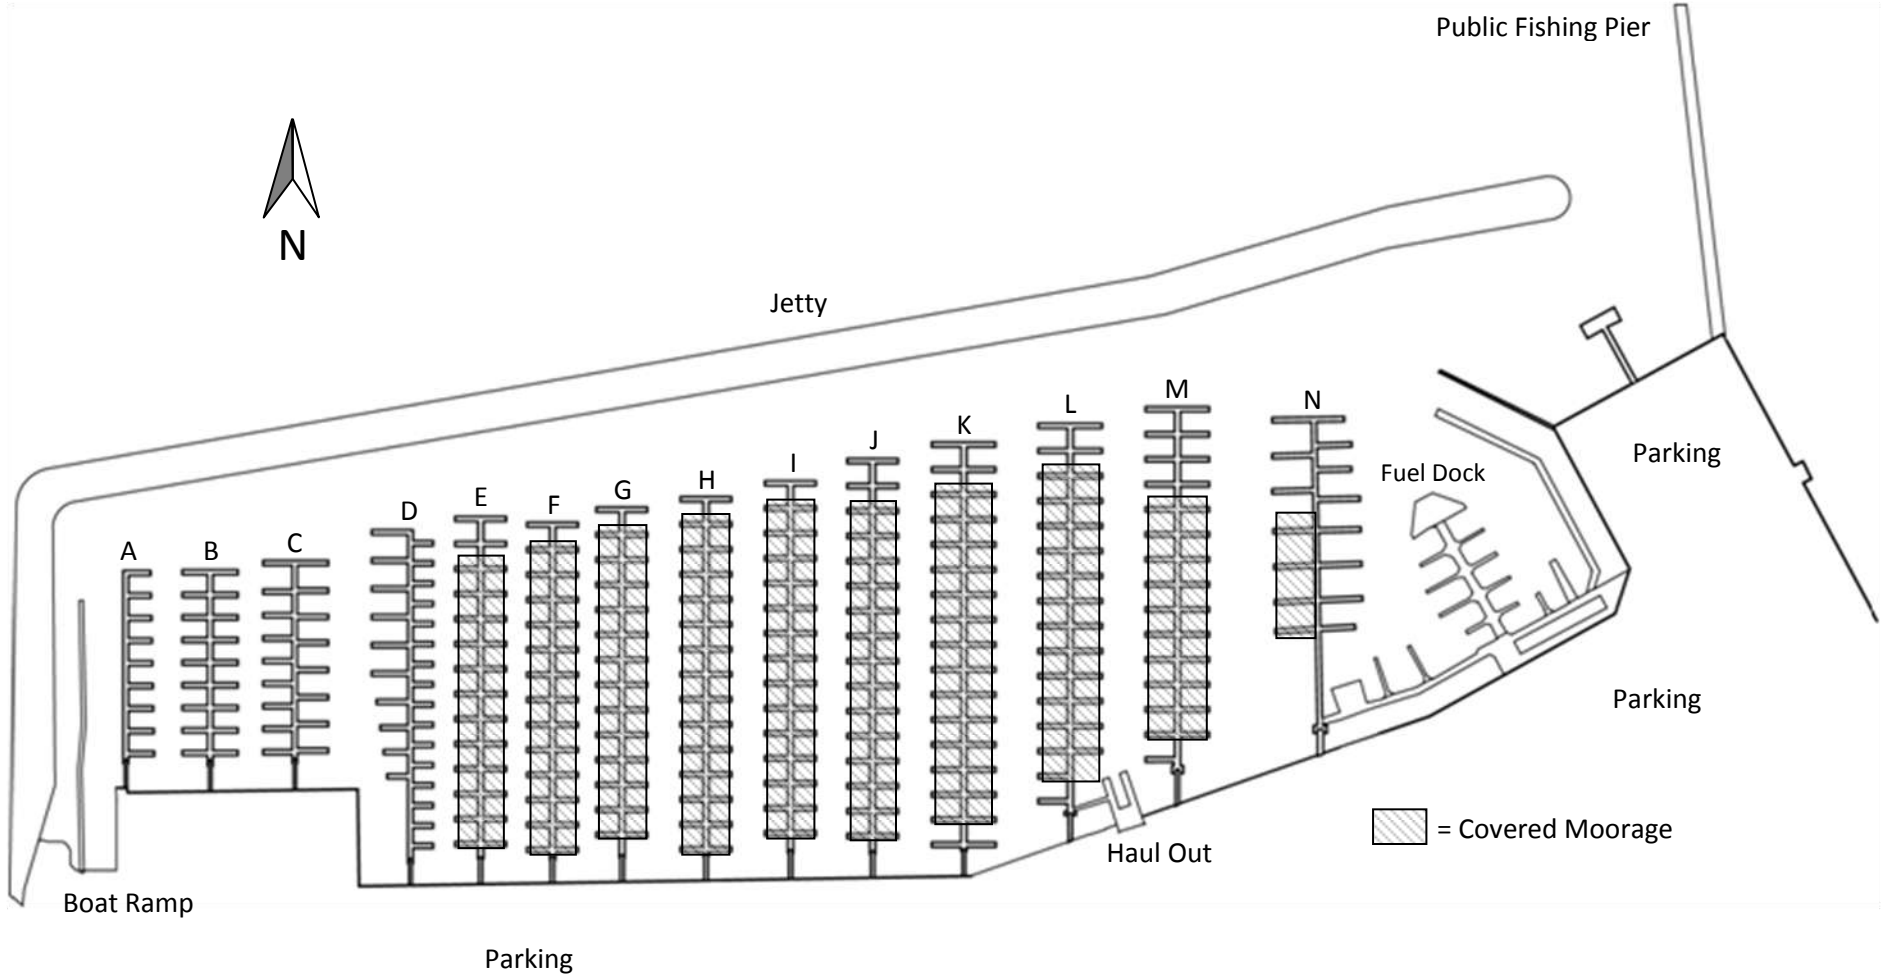 Public Fishing Pier
N
Jetty
A
B
C
D
E
F
G
H
I
J
K
L
M
N
Fuel Dock
Parking
Parking
= Covered Moorage
Haul Out
Boat Ramp
Parking